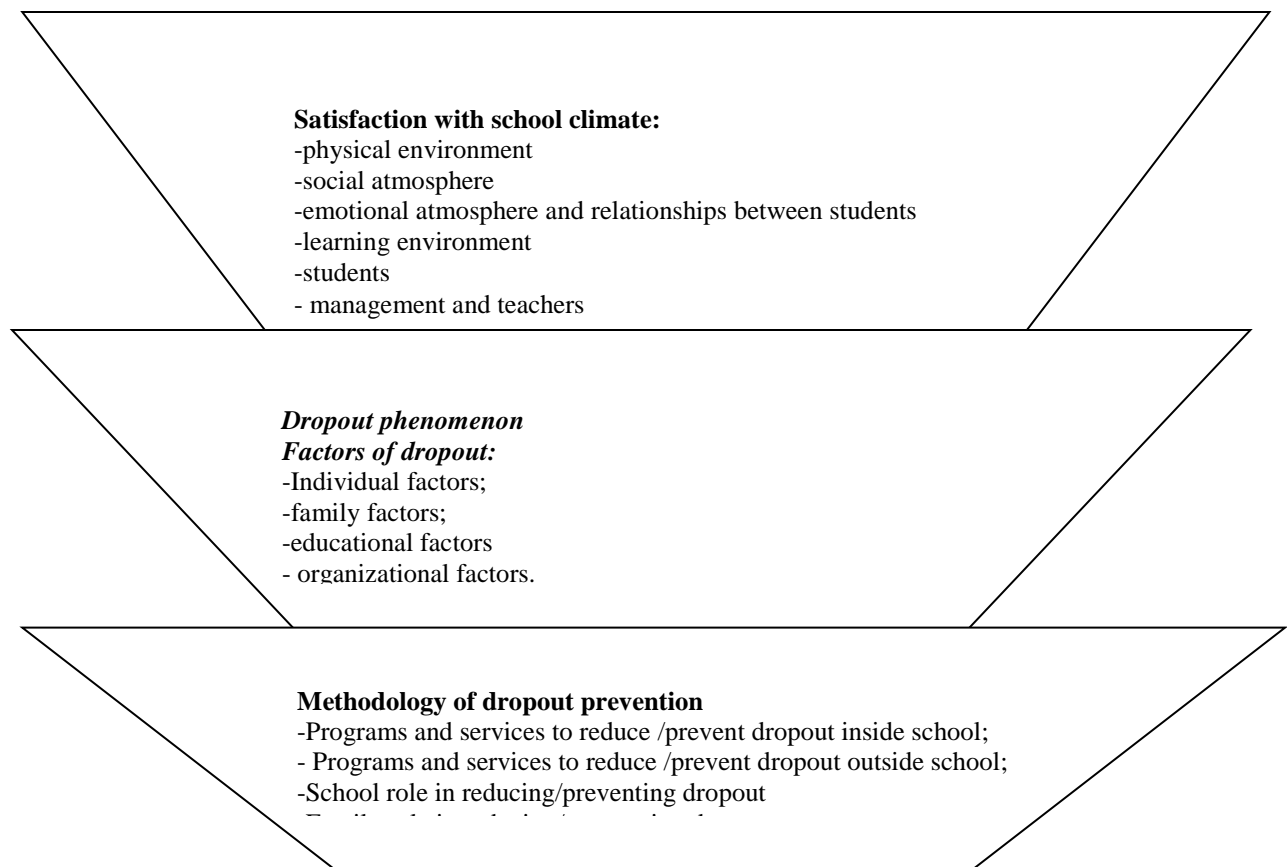 Satisfaction with school climate:
-physical environment
-social atmosphere
-emotional atmosphere and relationships between students
-learning environment
-students
- management and teachers
Dropout phenomenon
Factors of dropout:
-Individual factors;
-family factors;
-educational factors
- organizational factors.
Methodology of dropout prevention
-Programs and services to reduce /prevent dropout inside school;
- Programs and services to reduce /prevent dropout outside school;
-School role in reducing/preventing dropout